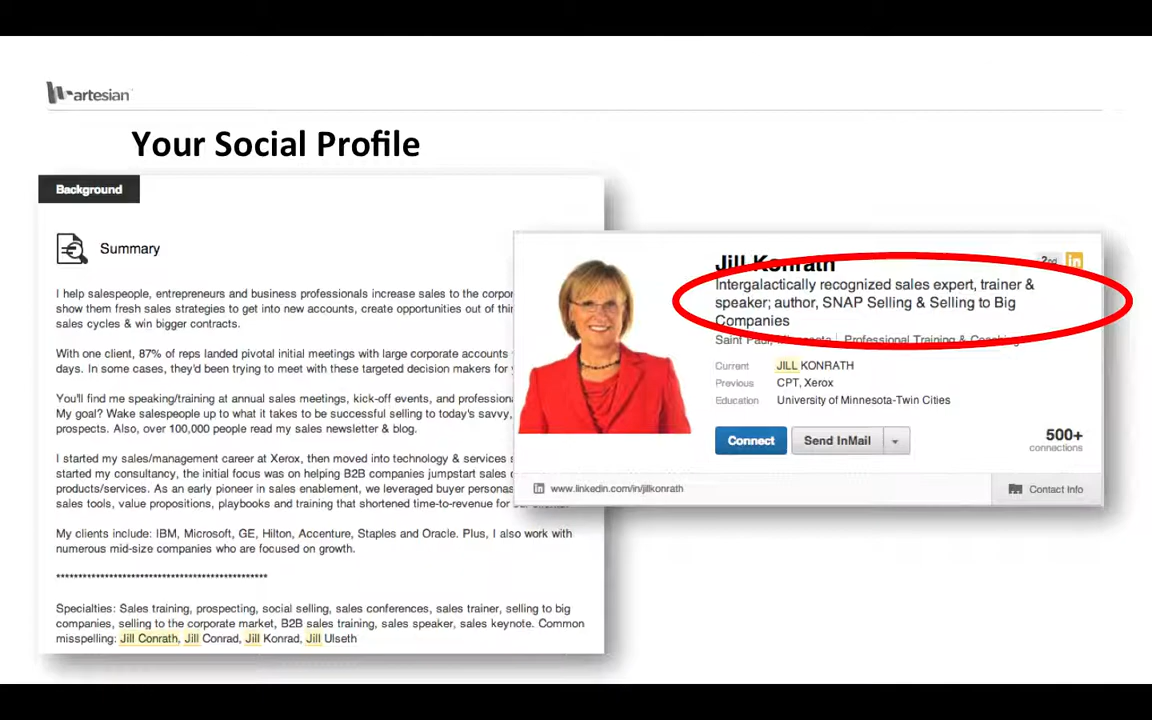 artesian
Your Social Profile
Background
Summary
I help salespeople, entrepreneurs and business professionals increase sales to the corpor
show them fresh sales strategies to get into new accounts, create opportunities out of thin
sales cycles & win bigger contracts.
With one client, 87% of reps landed pivotal initial meetings with large corporate accounts
days. In some cases, they'd been trying to meet with these targeted decision makers for
You'll find me speaking/training at annual sales meetings, kick-off events, and professiona
My goal? Wake salespeople up to what it takes to be successful selling to today's savvy,
prospects. Also, over 100,000 people read my sales newsletter & blog.
I started my sales/management career at Xerox, then moved into technology & services s
started my consultancy, the initial focus was on helping B2B companies jumpstart sales
products/services. As an early pioneer in sales enablement, we leveraged buyer personas
sales tools, value propositions, playbooks and training that shortened time-to-revenue for
My clients include: IBM, Microsoft, GE, Hilton, Accenture, Staples and Oracle. Plus, I also work with
numerous mid-size companies who are focused on growth.
************************************************
Specialties: Sales training, prospecting, social selling, sales conferences, sales trainer, selling to big
companies, selling to the corporate market, B2B sales training, sales speaker, sales keynote. Common
misspelling: Jill Conrath, Jill Conrad, Jill Konrad, Jill Ulseth
Jill Konrath
2nd in
Intergalactically recognized sales expert, trainer &
speaker; author, SNAP Selling & Selling to Big
Companies
Saint Paul, Minnesota | Professional Training & Coaching
Current JILL KONRATH
Previous CPT, Xerox
Education University of Minnesota-Twin Cities
Connect Send InMail
500+
connections
in www.linkedin.com/in/jillkonrath
Contact Info